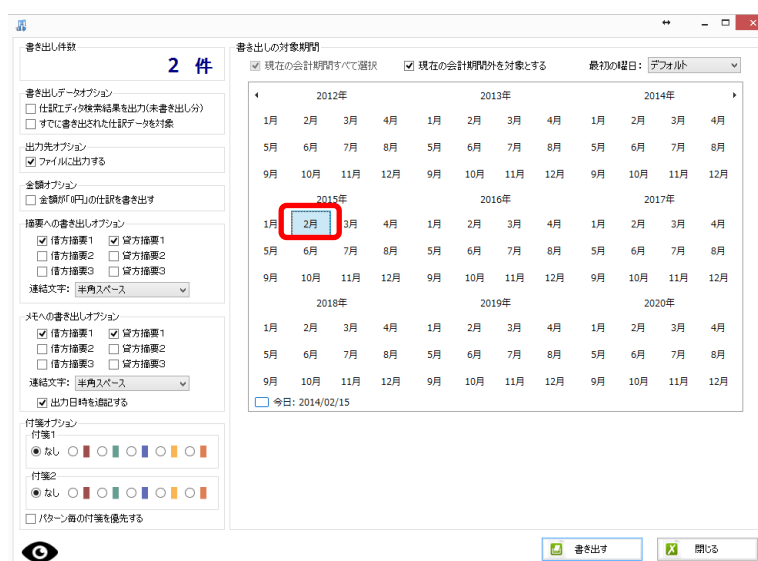 書き出し件数
2 件
書き出しデータオプション
仕訳エディタ検索結果を出力(未書き出し分)
すでに書き出された仕訳データを対象
出力先オプション
ファイルに出力する
金額オプション
金額が「0円」の仕訳を書き出す
摘要への書き出しオプション
借方摘要1 貸方摘要1
借方摘要2 貸方摘要2
借方摘要3 貸方摘要3
連結文字: 半角スペース
メモへの書き出しオプション
借方摘要1 貸方摘要1
借方摘要2 貸方摘要2
借方摘要3 貸方摘要3
連結文字: 半角スペース
出力日時を追記する
付箋オプション
付箋1
なし
付箋2
なし
パターン毎の付箋を優先する
書き出しの対象期間
現在の会計期間すべて選択 現在の会計期間外を対象とする 最初の曜日: デフォルト
2012年 2013年 2014年
1月 2月 3月 4月 1月 2月 3月 4月 1月 2月 3月 4月
5月 6月 7月 8月 5月 6月 7月 8月 5月 6月 7月 8月
9月 10月 11月 12月 9月 10月 11月 12月 9月 10月 11月 12月
2015年 2016年 2017年
1月 2月 3月 4月 1月 2月 3月 4月 1月 2月 3月 4月
5月 6月 7月 8月 5月 6月 7月 8月 5月 6月 7月 8月
9月 10月 11月 12月 9月 10月 11月 12月 9月 10月 11月 12月
2018年 2019年 2020年
1月 2月 3月 4月 1月 2月 3月 4月 1月 2月 3月 4月
5月 6月 7月 8月 5月 6月 7月 8月 5月 6月 7月 8月
9月 10月 11月 12月 9月 10月 11月 12月 9月 10月 11月 12月
今日: 2014/02/15
書き出す 閉じる